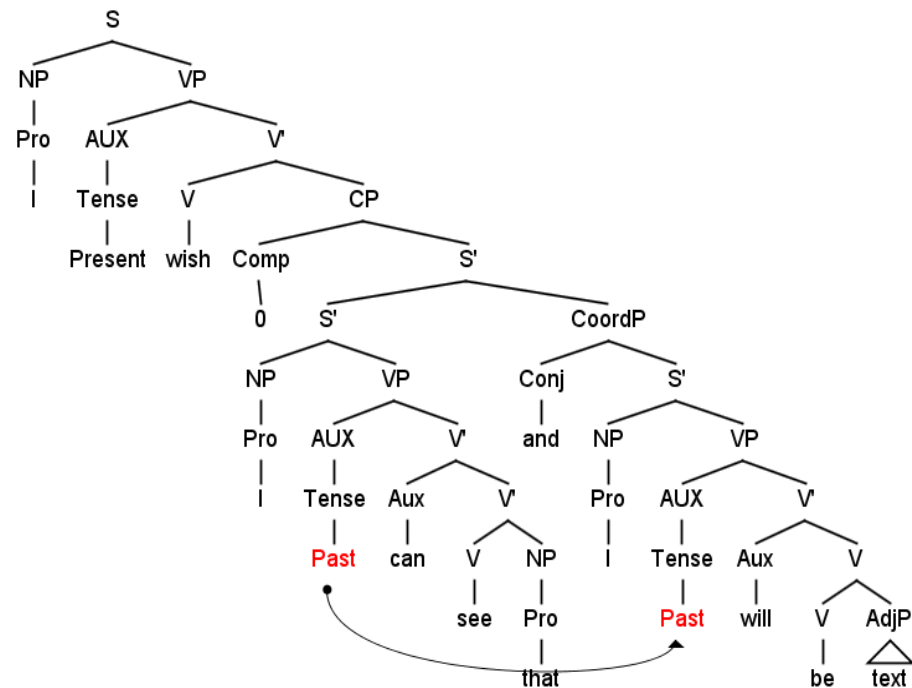 S
NP VP
Pro AUX V'
I Tense V CP
Present wish Comp S'
0 S' CoordP
NP VP Conj S'
Pro AUX V' and NP VP
I Tense Aux V' Pro AUX V'
Past can V NP I Tense Aux V
see Pro Past will V AdjP
that be text